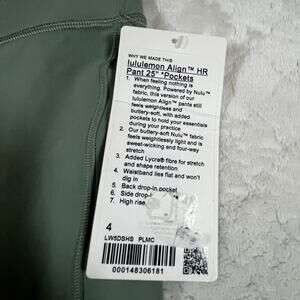 WHY WE MADE THIS
lululemon Align™ HR
Pant 25" *Pockets
1. When feeling nothing is
everything. Powered by Nulu™
fabric, this version of our
lululemon Align™ pants still
feels weightless and
buttery-soft, with added
pockets to hold your essentials
during your practice
2. Our buttery-soft Nulu™ fabric
feels weightlessly light and is
sweat-wicking and four-way
stretch
3. Added Lycra® fibre for stretch
and shape retention
4. Waistband lies flat and won't
dig in
5. Back drop-in pocket
6. Side drop-
7. High rise
4
LW5DSHS PLMC
000148306181